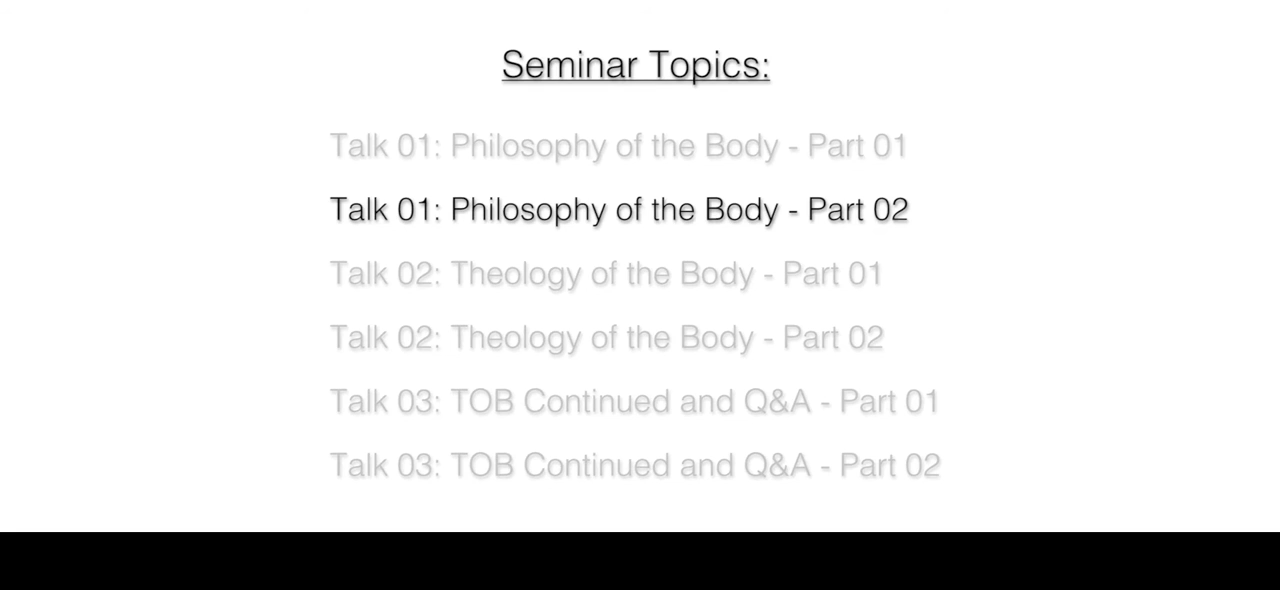 Seminar Topics:
Talk 01: Philosophy of the Body - Part 01
Talk 01: Philosophy of the Body - Part 02
Talk 02: Theology of the Body - Part 01
Talk 02: Theology of the Body - Part 02
Talk 03: TOB Continued and Q&A - Part 01
Talk 03: TOB Continued and Q&A - Part 02